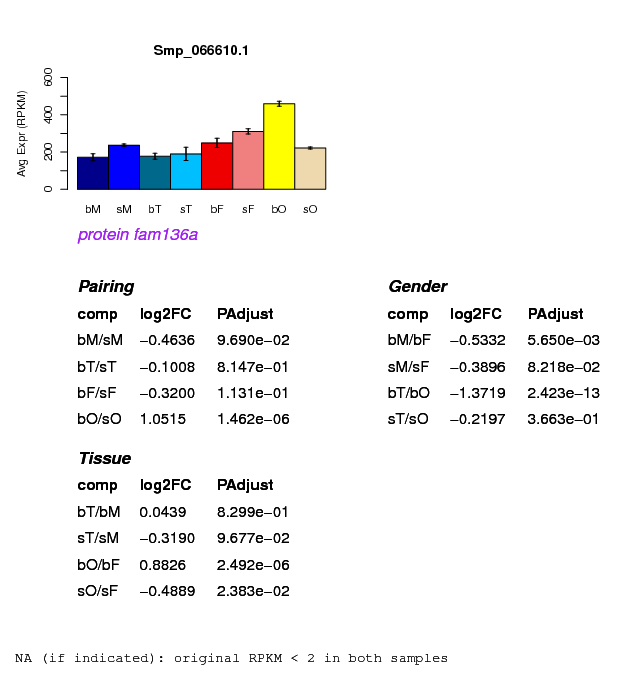 Smp_066610.1
Avg Expr (RPKM)
0 200 400 600
bM sM bT sT bF sF bO sO
protein fam136a
Pairing
comp log2FC PAdjust
bM/sM −0.4636 9.690e−02
bT/sT −0.1008 8.147e−01
bF/sF −0.3200 1.131e−01
bO/sO 1.0515 1.462e−06
Gender
comp log2FC PAdjust
bM/bF −0.5332 5.650e−03
sM/sF −0.3896 8.218e−02
bT/bO −1.3719 2.423e−13
sT/sO −0.2197 3.663e−01
Tissue
comp log2FC PAdjust
bT/bM 0.0439 8.299e−01
sT/sM −0.3190 9.677e−02
bO/bF 0.8826 2.492e−06
sO/sF −0.4889 2.383e−02
NA (if indicated): original RPKM < 2 in both samples